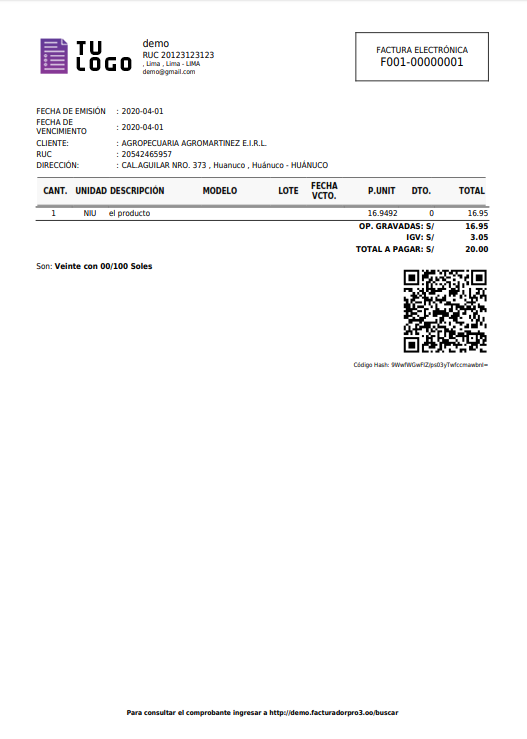 TU
LOGO
demo
RUC 20123123123
, Lima , Lima - LIMA
demo@gmail.com
FACTURA ELECTRÓNICA
F001-00000001
FECHA DE EMISIÓN : 2020-04-01
FECHA DE
VENCIMIENTO : 2020-04-01
CLIENTE: : AGROPECUARIA AGROMARTINEZ E.I.R.L.
RUC : 20542465957
DIRECCIÓN: : CAL.AGUILAR NRO. 373 , Huanuco , Huánuco - HUÁNUCO
CANT. UNIDAD DESCRIPCIÓN MODELO LOTE FECHA VCTO. P.UNIT DTO. TOTAL
1 NIU el producto 16.9492 0 16.95
OP. GRAVADAS: S/ 16.95
IGV: S/ 3.05
TOTAL A PAGAR: S/ 20.00
Son: Veinte con 00/100 Soles
Código Hash:
Para consultar el comprobante ingresar a http://demo.facturadorpro3.oo/buscar